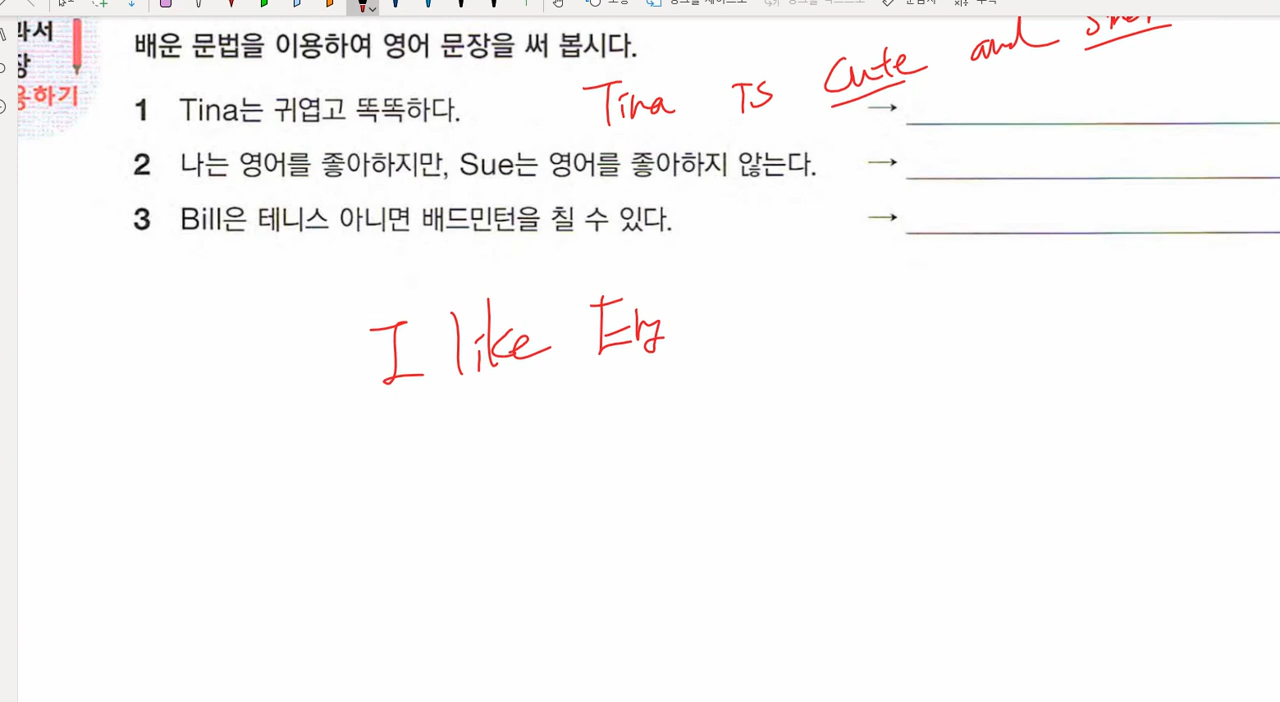 배운 문법을 이용하여 영어 문장을 써 봅시다.
하기
1 Tina는 귀엽고 똑똑하다. →
Tina is cute and
2 나는 영어를 좋아하지만, Sue는 영어를 좋아하지 않는다. →
3 Bill은 테니스 아니면 배드민턴을 칠 수 있다. →
I like Eng